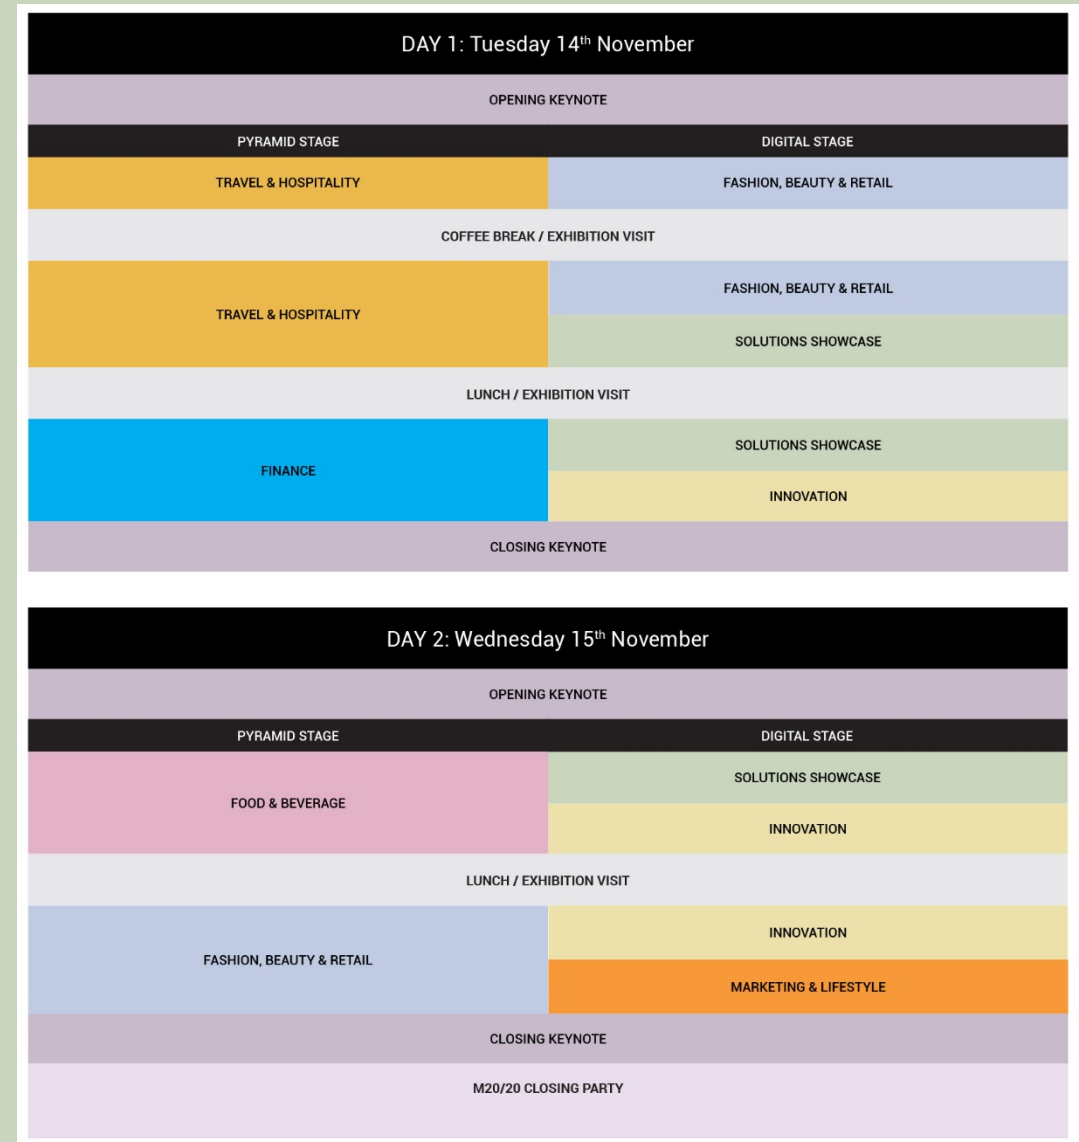 DAY 1: Tuesday 14th November
OPENING KEYNOTE
PYRAMID STAGE
DIGITAL STAGE
TRAVEL & HOSPITALITY
FASHION, BEAUTY & RETAIL
COFFEE BREAK / EXHIBITION VISIT
TRAVEL & HOSPITALITY
FASHION, BEAUTY & RETAIL
SOLUTIONS SHOWCASE
LUNCH / EXHIBITION VISIT
FINANCE
SOLUTIONS SHOWCASE
INNOVATION
CLOSING KEYNOTE
DAY 2: Wednesday 15th November
OPENING KEYNOTE
PYRAMID STAGE
DIGITAL STAGE
FOOD & BEVERAGE
SOLUTIONS SHOWCASE
INNOVATION
LUNCH / EXHIBITION VISIT
FASHION, BEAUTY & RETAIL
INNOVATION
MARKETING & LIFESTYLE
CLOSING KEYNOTE
M20/20 CLOSING PARTY